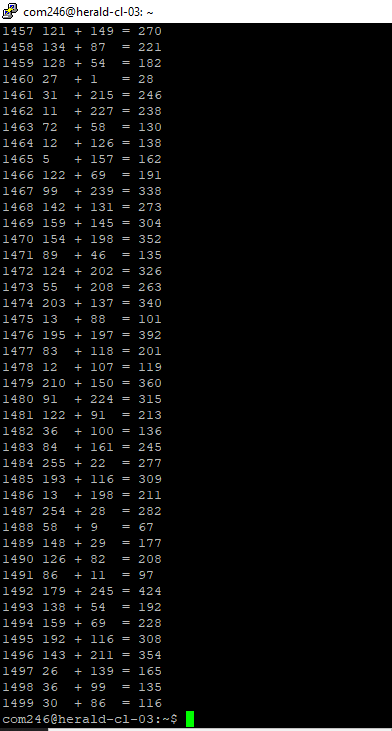 com246@herald-cl-03: ~
1457 121 + 149 = 270
1458 134 + 87  = 221
1459 128 + 54  = 182
1460 27  + 1   = 28
1461 31  + 215 = 246
1462 11  + 227 = 238
1463 72  + 58  = 130
1464 12  + 126 = 138
1465 5   + 157 = 162
1466 122 + 69  = 191
1467 99  + 239 = 338
1468 142 + 131 = 273
1469 159 + 145 = 304
1470 154 + 198 = 352
1471 89  + 46  = 135
1472 124 + 202 = 326
1473 55  + 208 = 263
1474 203 + 137 = 340
1475 13  + 88  = 101
1476 195 + 197 = 392
1477 83  + 118 = 201
1478 12  + 107 = 119
1479 210 + 150 = 360
1480 91  + 224 = 315
1481 122 + 91  = 213
1482 36  + 100 = 136
1483 84  + 161 = 245
1484 255 + 22  = 277
1485 193 + 116 = 309
1486 13  + 198 = 211
1487 254 + 28  = 282
1488 58  + 9   = 67
1489 148 + 29  = 177
1490 126 + 82  = 208
1491 86  + 11  = 97
1492 179 + 245 = 424
1493 138 + 54  = 192
1494 159 + 69  = 228
1495 192 + 116 = 308
1496 143 + 211 = 354
1497 26  + 139 = 165
1498 36  + 99  = 135
1499 30  + 86  = 116
com246@herald-cl-03:~$